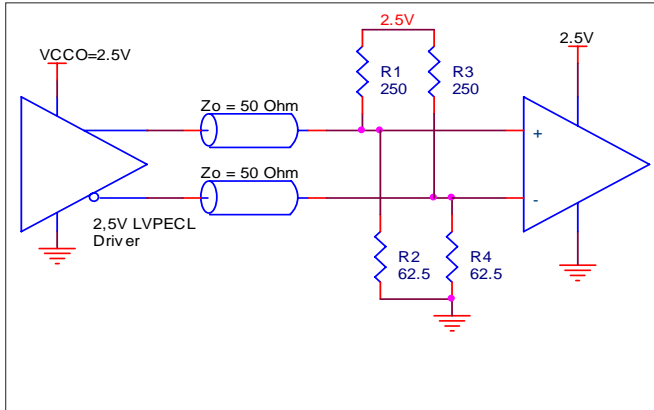 2.5V
VCCO=2.5V
2.5V
R1
250
R3
250
Zo = 50 Ohm
+
Zo = 50 Ohm
-
2,5V LVPECL
Driver
R2
62.5
R4
62.5